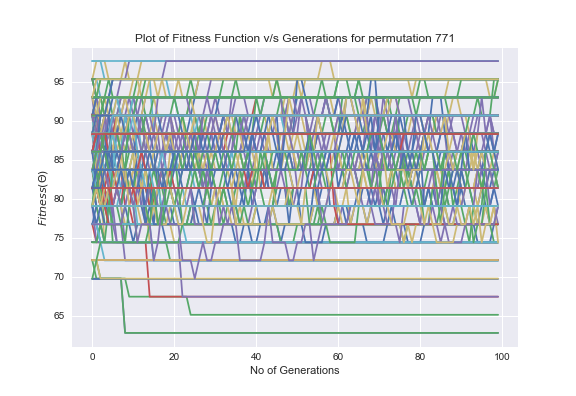 Plot of Fitness Function v/s Generations for permutation 771
Fitness(Θ)
95
90
85
80
75
70
65
0 20 40 60 80 100
No of Generations